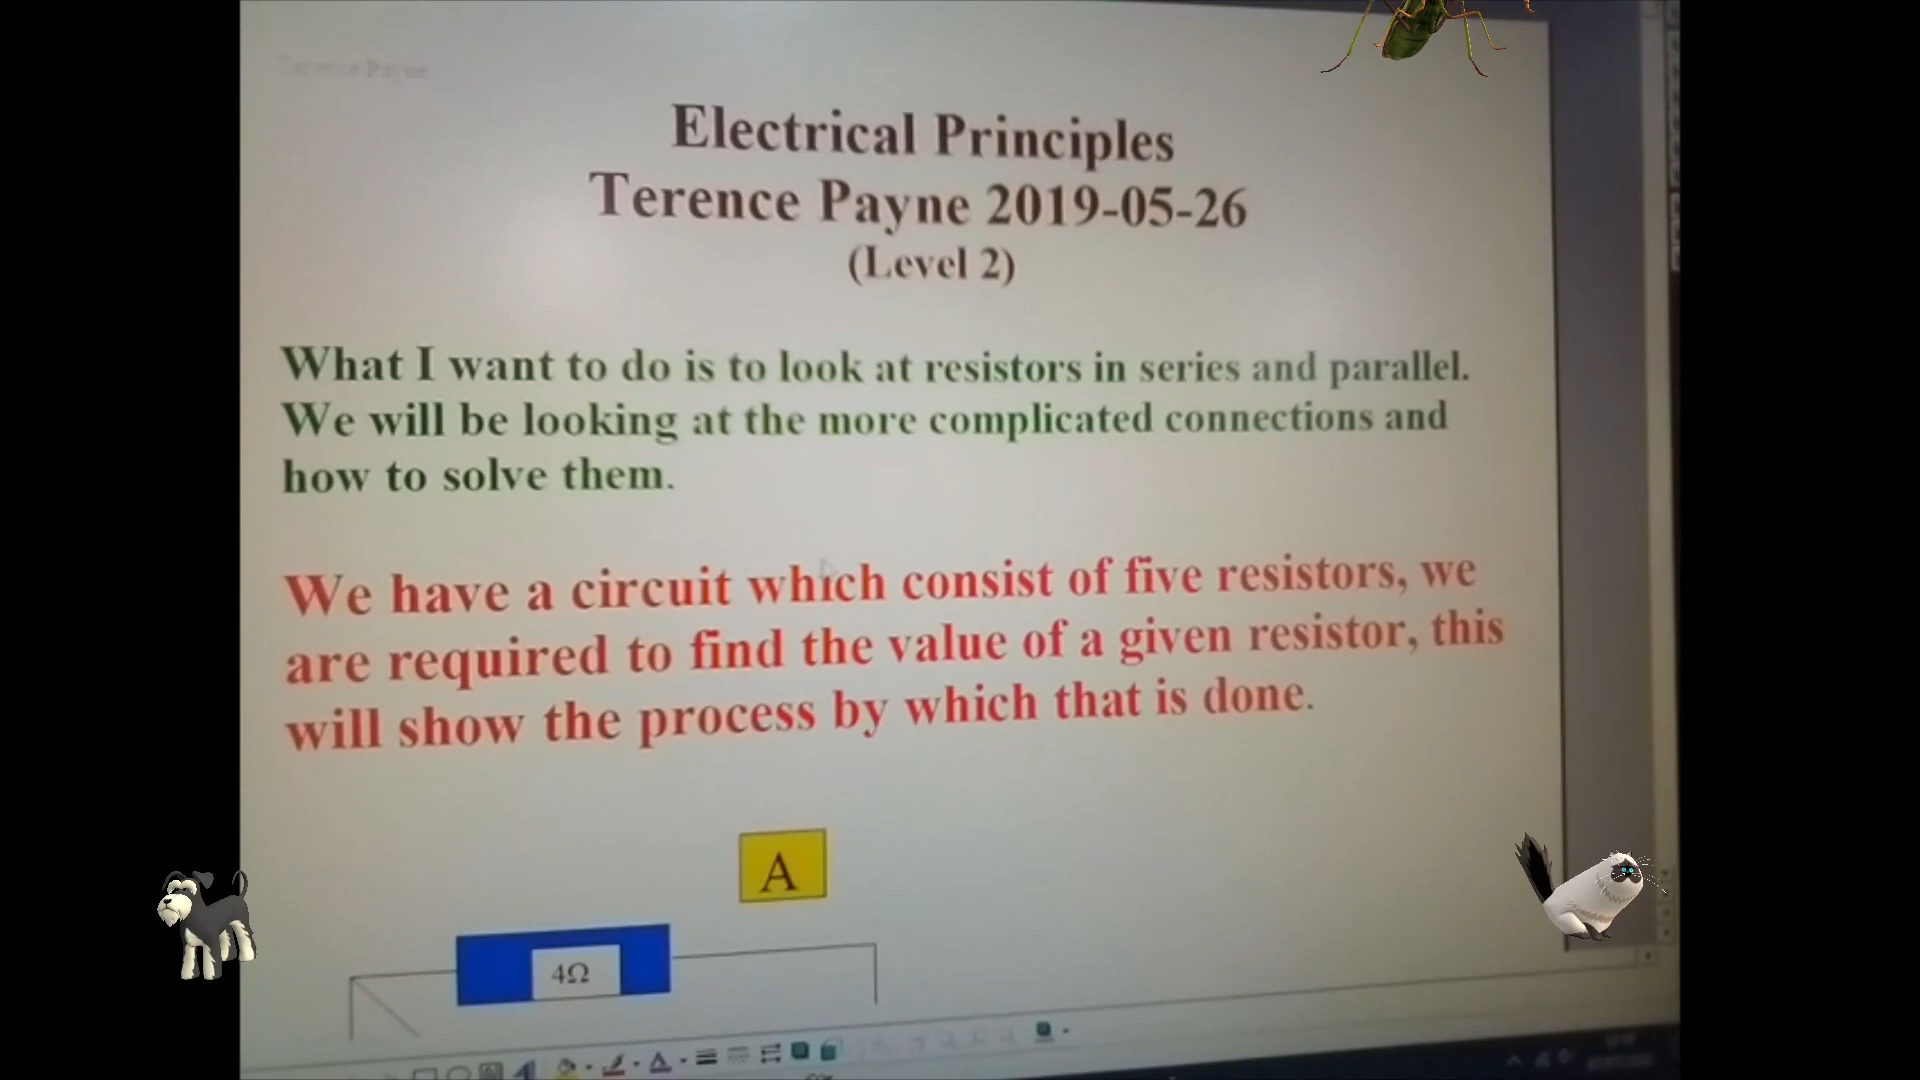 Terence Payne
Electrical Principles
Terence Payne 2019-05-26
(Level 2)
What I want to do is to look at resistors in series and parallel.
We will be looking at the more complicated connections and
how to solve them.
We have a circuit which consist of five resistors, we
are required to find the value of a given resistor, this
will show the process by which that is done.
A
4Ω